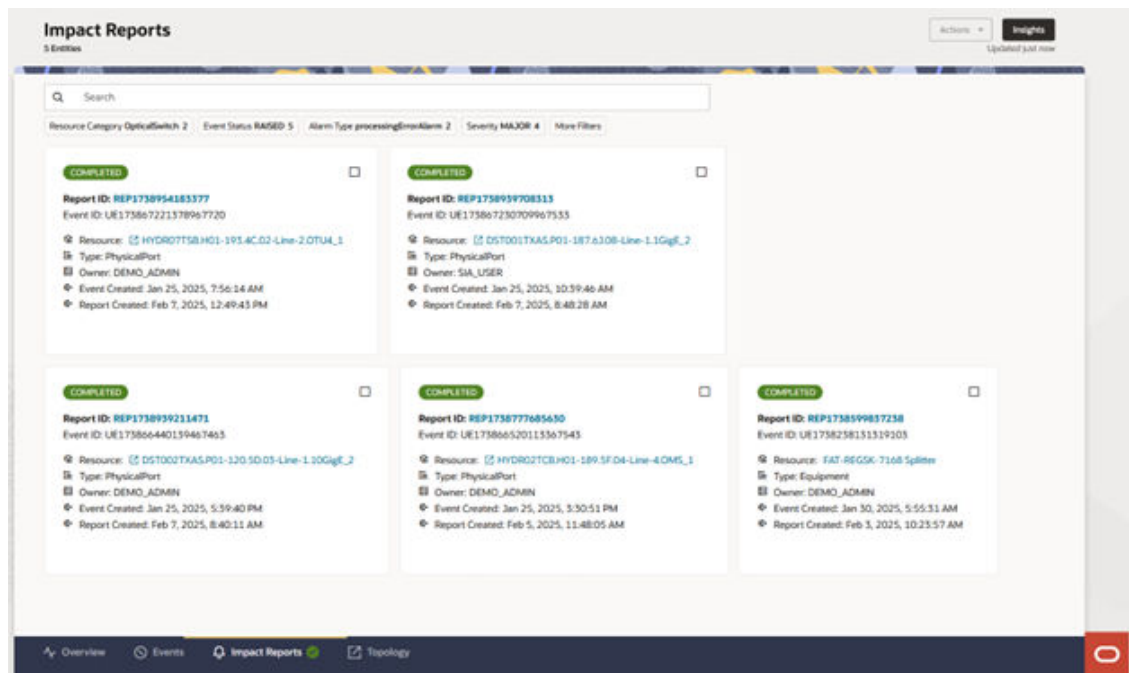 Impact Reports
5 Entities
Actions
Insights
Updated just now
Search
Resource Category OpticalSwitch 2 Event Status RAISED 5 Alarm Type processingErrorAlarm 2 Severity MAJOR 4 More Filters
COMPLETED
Report ID: REP1738954183377
Event ID: UE173867221378967720
Resource: HYDR07TSB.H01-193.4C.02-Line-2.OTU4_1
Type: PhysicalPort
Owner: DEMO_ADMIN
Event Created: Jan 25, 2025, 7:56:14 AM
Report Created: Feb 7, 2025, 12:49:43 PM
COMPLETED
Report ID: REP1738939708313
Event ID: UE173867230709967533
Resource: DST001TXAS.P01-187.6J.08-Line-1.1GigE_2
Type: PhysicalPort
Owner: SIA_USER
Event Created: Jan 25, 2025, 10:39:46 AM
Report Created: Feb 7, 2025, 8:48:28 AM
COMPLETED
Report ID: REP1738939211471
Event ID: UE173866440139467463
Resource: DST002TXAS.P01-120.5D.03-Line-1.10GigE_2
Type: PhysicalPort
Owner: DEMO_ADMIN
Event Created: Jan 25, 2025, 5:39:40 PM
Report Created: Feb 7, 2025, 8:40:11 AM
COMPLETED
Report ID: REP1738777685630
Event ID: UE173866520113367543
Resource: HYDR02TCB.H01-189.5F.04-Line-4.OMS_1
Type: PhysicalPort
Owner: DEMO_ADMIN
Event Created: Jan 25, 2025, 3:30:51 PM
Report Created: Feb 5, 2025, 11:48:05 AM
COMPLETED
Report ID: REP1738599837238
Event ID: UE1738238131319103
Resource: FAT-REGSK-7168 Splitter
Type: Equipment
Owner: DEMO_ADMIN
Event Created: Jan 30, 2025, 5:55:31 AM
Report Created: Feb 3, 2025, 10:23:57 AM
Overview
Events
Impact Reports
Topology